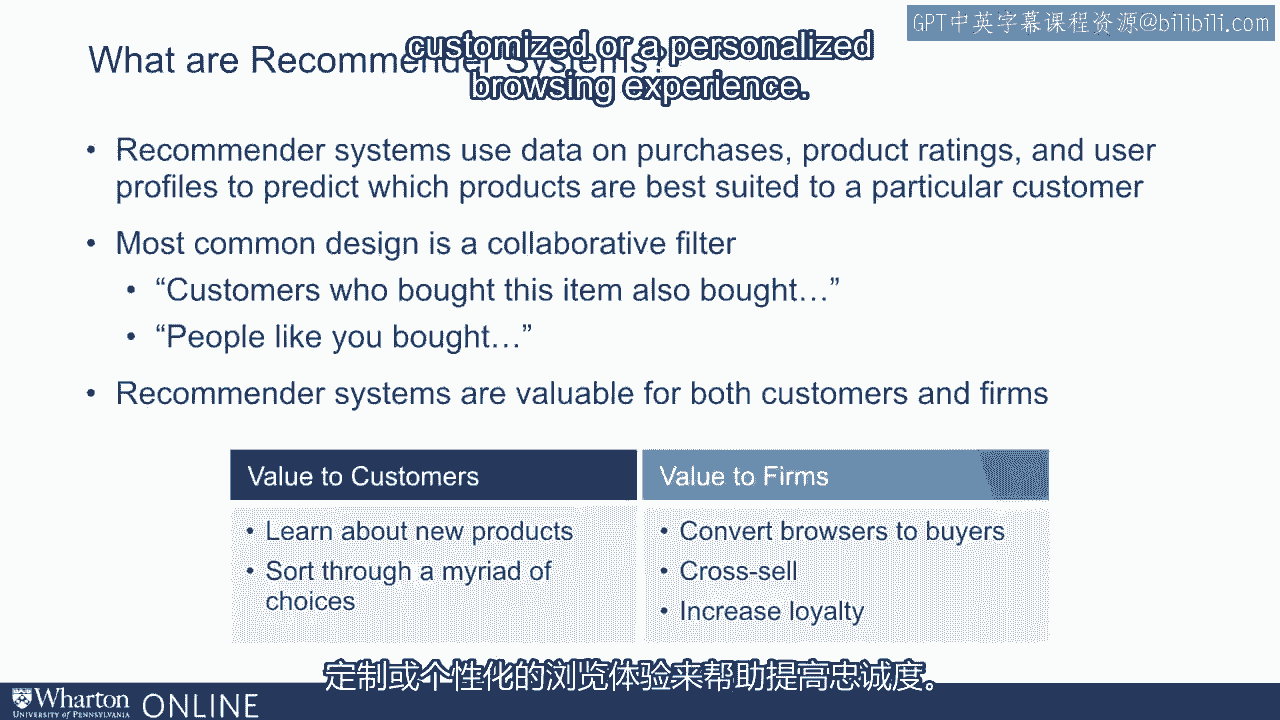 GPT中英字幕课程资源@bilibili.com
What are Recommender Systems?
customized or a personalized
browsing experience.
• Recommender systems use data on purchases, product ratings, and user
profiles to predict which products are best suited to a particular customer
• Most common design is a collaborative filter
• “Customers who bought this item also bought…”
• “People like you bought…”
• Recommender systems are valuable for both customers and firms
Value to Customers
• Learn about new products
• Sort through a myriad of
choices
Value to Firms
• Convert browsers to buyers
• Cross-sell
• Increase loyalty
定制或个性化的浏览体验来帮助提高忠诚度。
Wharton
UNIVERSITY of PENNSYLVANIA
ONLINE